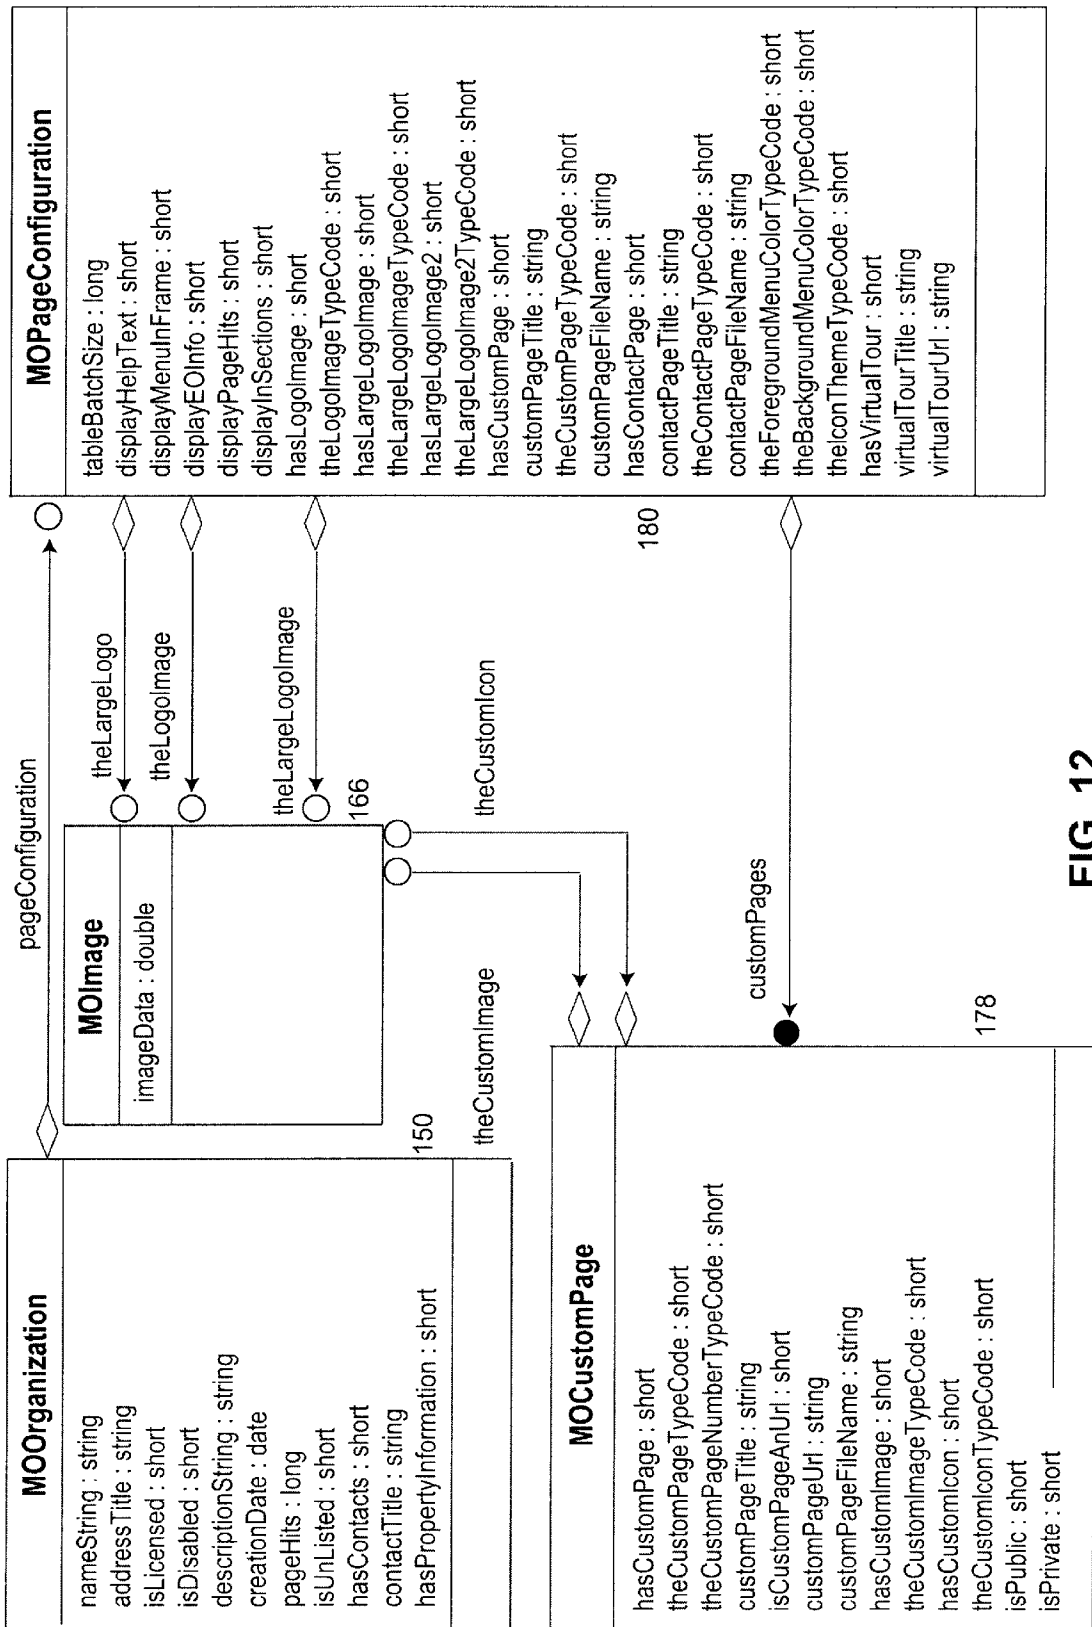 MOOrganization
nameString : string
addressTitle : string
isLicensed : short
isDisabled : short
descriptionString : string
creationDate : date
pageHits : long
isUnListed : short
hasContacts : short
contactTitle : string
hasPropertyInformation : short
150
pageConfiguration
MOImage
imageData : double
166
theLargeLogo
theLogoImage
theLargeLogoImage
theCustomIcon
theCustomImage
MOPageConfiguration
tableBatchSize : long
displayHelpText : short
displayMenuInFrame : short
displayEOInfo : short
displayPageHits : short
displayInSections : short
hasLogoImage : short
theLogoImageTypeCode : short
hasLargeLogoImage : short
theLargeLogoImageTypeCode : short
hasLargeLogoImage2 : short
theLargeLogoImage2TypeCode : short
hasCustomPage : short
customPageTitle : string
theCustomPageTypeCode : short
customPageFileName : string
hasContactPage : short
contactPageTitle : string
theContactPageTypeCode : short
contactPageFileName : string
theForegroundMenuColorTypeCode : short
theBackgroundMenuColorTypeCode : short
theIconThemeTypeCode : short
hasVirtualTour : short
virtualTourTitle : string
virtualTourUrl : string
180
MOCustomPage
hasCustomPage : short
theCustomPageTypeCode : short
theCustomPageNumberTypeCode : short
customPageTitle : string
isCustomPageAnUrl : short
customPageUrl : string
customPageFileName : string
hasCustomImage : short
theCustomImageTypeCode : short
hasCustomIcon : short
theCustomIconTypeCode : short
isPublic : short
isPrivate : short
178
customPages
FIG. 12